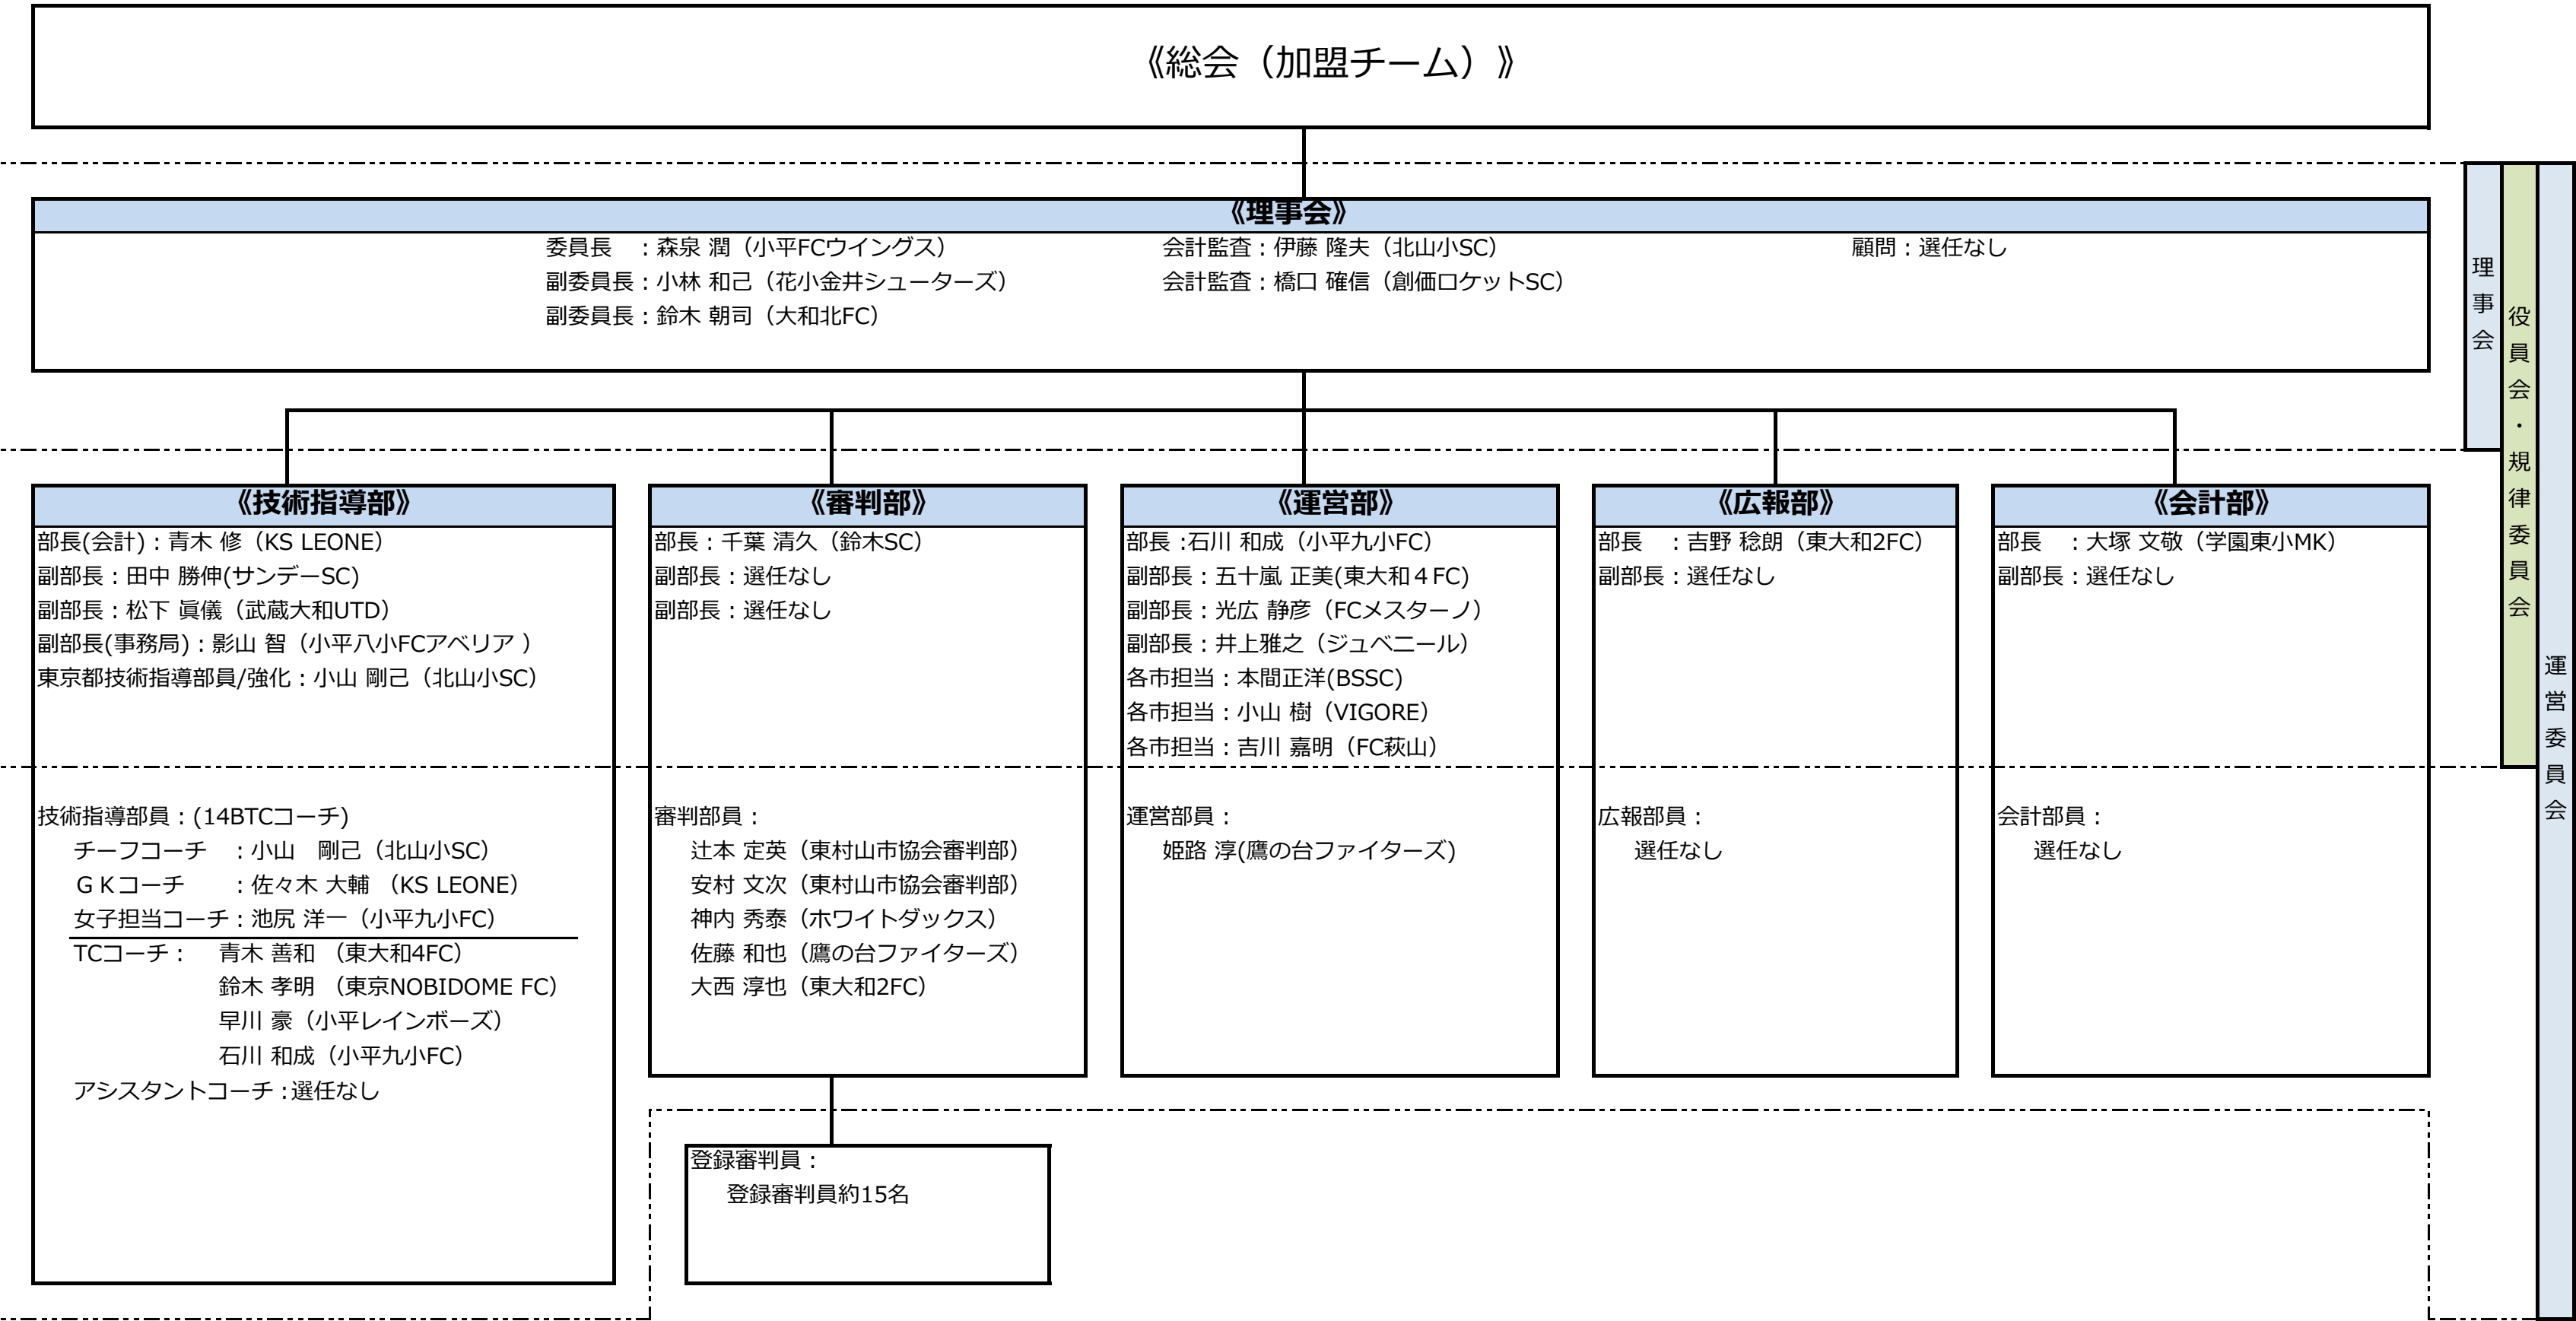 《総会（加盟チーム）》
《理事会》
委員長　：森泉 潤（小平FCウイングス）
副委員長：小林 和己（花小金井シューターズ）
副委員長：鈴木 朝司（大和北FC）
会計監査：伊藤 隆夫（北山小SC）
会計監査：橋口 確信（創価ロケットSC）
顧問：選任なし
理事会
役員会・規律委員会
運営委員会
《技術指導部》
部長(会計)：青木 修（KS LEONE）
副部長：田中 勝伸(サンデーSC)
副部長：松下 眞儀（武蔵大和UTD）
副部長(事務局)：影山 智（小平八小FCアベリア ）
東京都技術指導部員/強化：小山 剛己（北山小SC）
技術指導部員：(14BTCコーチ)
チーフコーチ　：小山　剛己（北山小SC）
ＧＫコーチ　　：佐々木 大輔 （KS LEONE）
女子担当コーチ：池尻 洋一（小平九小FC）
TCコーチ：　青木 善和 （東大和4FC）
鈴木 孝明 （東京NOBIDOME FC）
早川 豪（小平レインボーズ）
石川 和成（小平九小FC）
アシスタントコーチ：選任なし
《審判部》
部長：千葉 清久（鈴木SC）
副部長：選任なし
副部長：選任なし
審判部員：
辻本 定英（東村山市協会審判部）
安村 文次（東村山市協会審判部）
神内 秀泰（ホワイトダックス）
佐藤 和也（鷹の台ファイターズ）
大西 淳也（東大和2FC）
登録審判員：
登録審判員約15名
《運営部》
部長：石川 和成（小平九小FC）
副部長：五十嵐 正美(東大和４FC)
副部長：光広 静彦（FCメスターノ）
副部長：井上雅之（ジュベニール）
各市担当：本間正洋(BSSC)
各市担当：小山 樹（VIGORE）
各市担当：吉川 嘉明（FC萩山）
運営部員：
姫路 淳(鷹の台ファイターズ)
《広報部》
部長　：吉野 稔朗（東大和2FC）
副部長：選任なし
広報部員：
選任なし
《会計部》
部長　：大塚 文敬（学園東小MK）
副部長：選任なし
会計部員：
選任なし